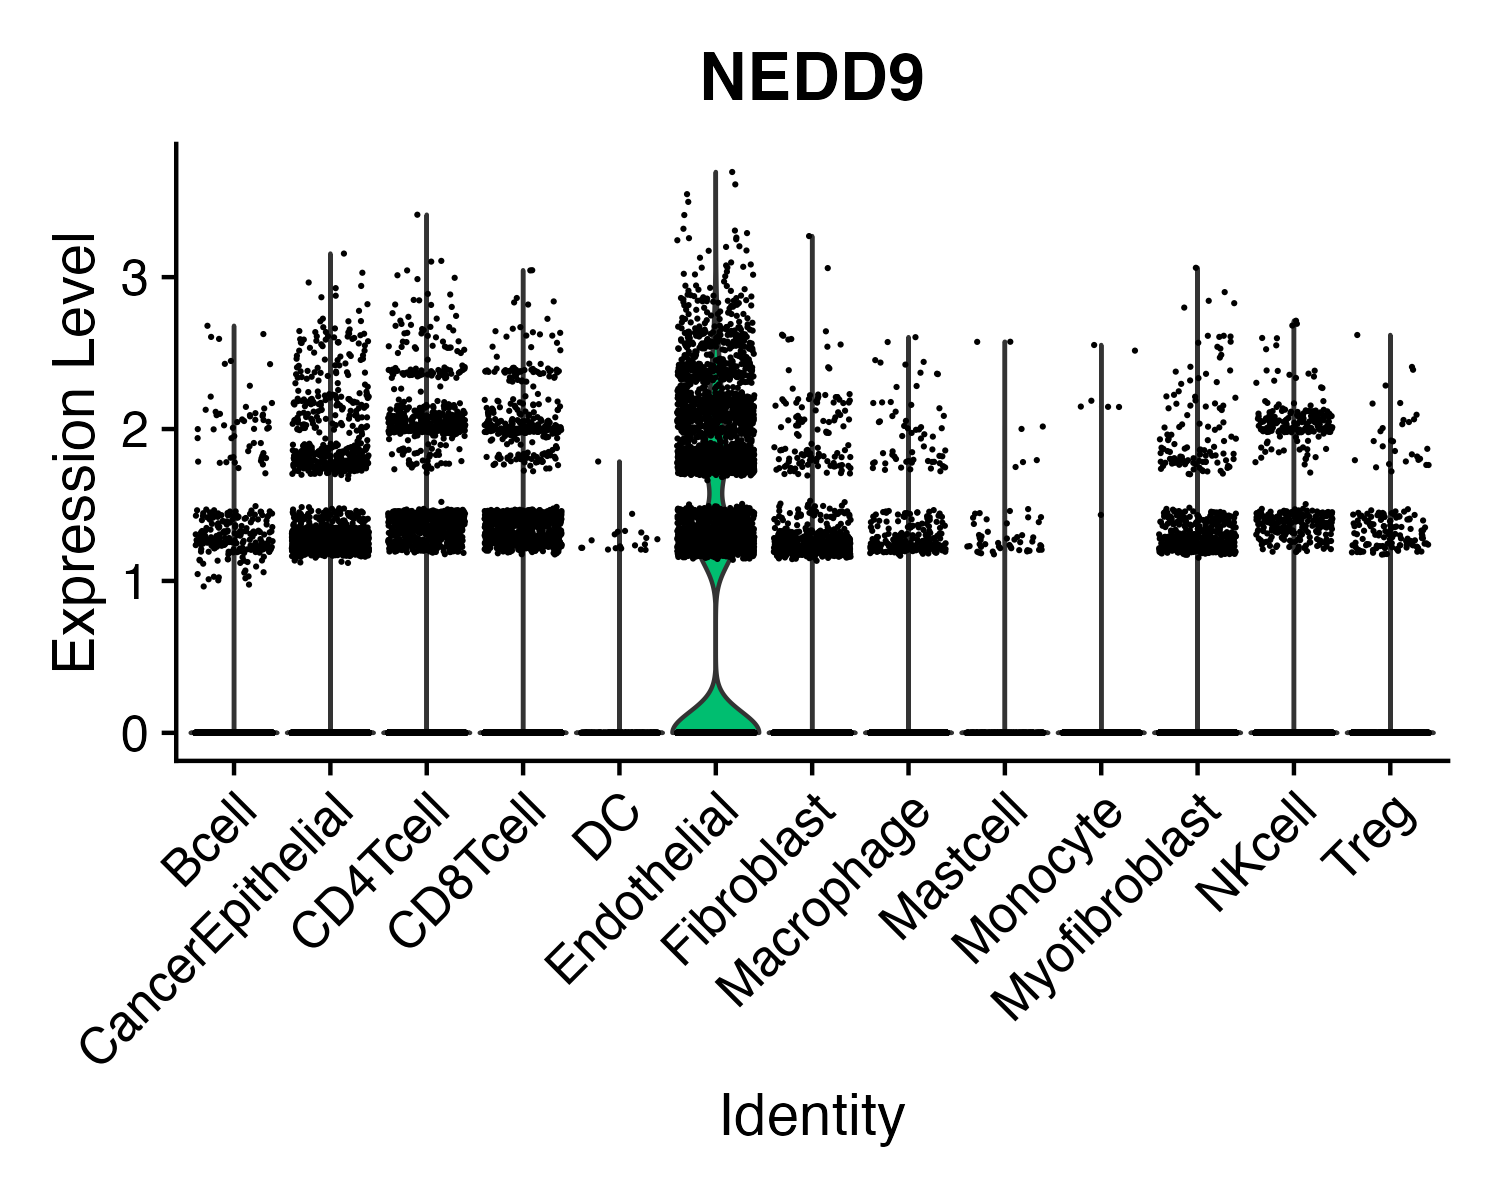 NEDD9
Expression Level
3
2
1
0
Bcell
CancerEpithelial
CD4Tcell
CD8Tcell
DC
Endothelial
Fibroblast
Macrophage
Mastcell
Monocyte
Myofibroblast
NKcell
Treg
Identity